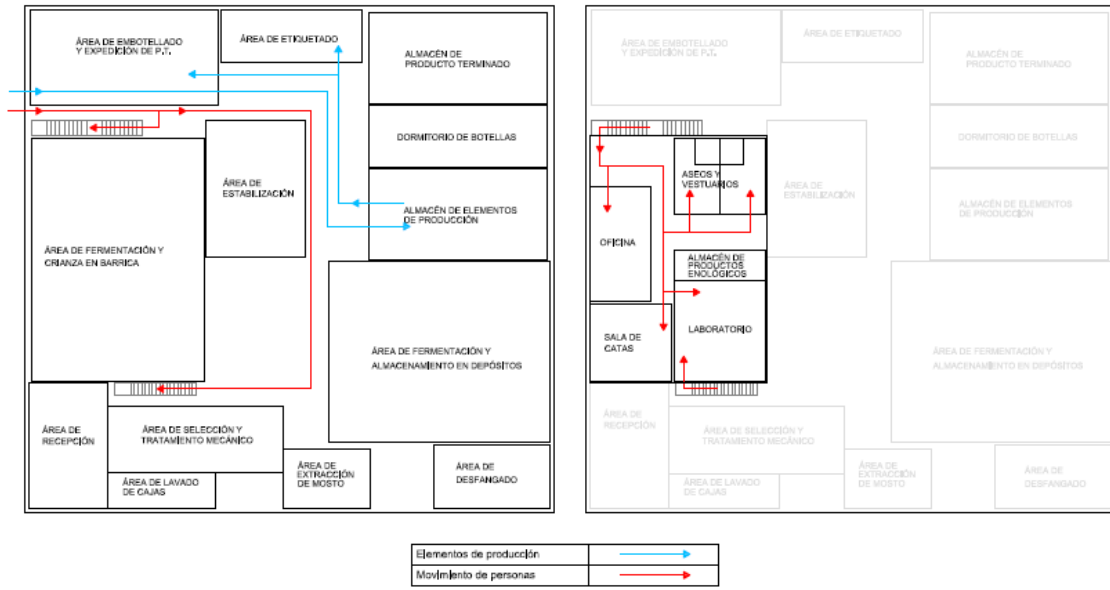 ÁREA DE EMBOTELLADO
Y EXPEDICIÓN DE P.T.
ÁREA DE ETIQUETADO
ALMACÉN DE
PRODUCTO TERMINADO
DORMITORIO DE BOTELLAS
ÁREA DE
ESTABILIZACIÓN
ALMACÉN DE ELEMENTOS
DE PRODUCCIÓN
ÁREA DE FERMENTACIÓN Y
CRIANZA EN BARRICA
ÁREA DE FERMENTACIÓN Y
ALMACENAMIENTO EN DEPÓSITOS
ÁREA DE
RECEPCIÓN
ÁREA DE SELECCIÓN Y
TRATAMIENTO MECÁNICO
ÁREA DE LAVADO
DE CAJAS
ÁREA DE
EXTRACCIÓN
DE MOSTO
ÁREA DE
DESFANGADO
ÁREA DE EMBOTELLADO
Y EXPEDICIÓN DE P.T.
ÁREA DE ETIQUETADO
ALMACÉN DE
PRODUCTO TERMINADO
DORMITORIO DE BOTELLAS
ASEOS Y
VESTUARIOS
ÁREA DE
ESTABILIZACIÓN
ALMACÉN DE ELEMENTOS
DE PRODUCCIÓN
OFICINA
ALMACÉN DE
PRODUCTOS
ENOLÓGICOS
SALA DE
CATAS
LABORATORIO
ÁREA DE FERMENTACIÓN Y
ALMACENAMIENTO EN DEPÓSITOS
ÁREA DE
RECEPCIÓN
ÁREA DE SELECCIÓN Y
TRATAMIENTO MECÁNICO
ÁREA DE LAVADO
DE CAJAS
ÁREA DE
EXTRACCIÓN
DE MOSTO
ÁREA DE
DESFANGADO
Elementos de producción
Movimiento de personas